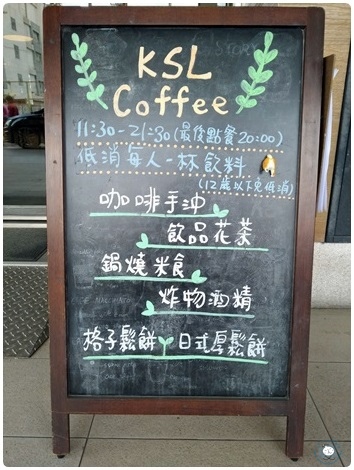 KSL
Coffee
11:30-21:30(最後點餐20:00)
低消每人一杯飲料
(12歲以下免低消)
咖啡手沖
飲品花茶
鍋燒米食
炸物酒精
格子鬆餅 日式厚鬆餅